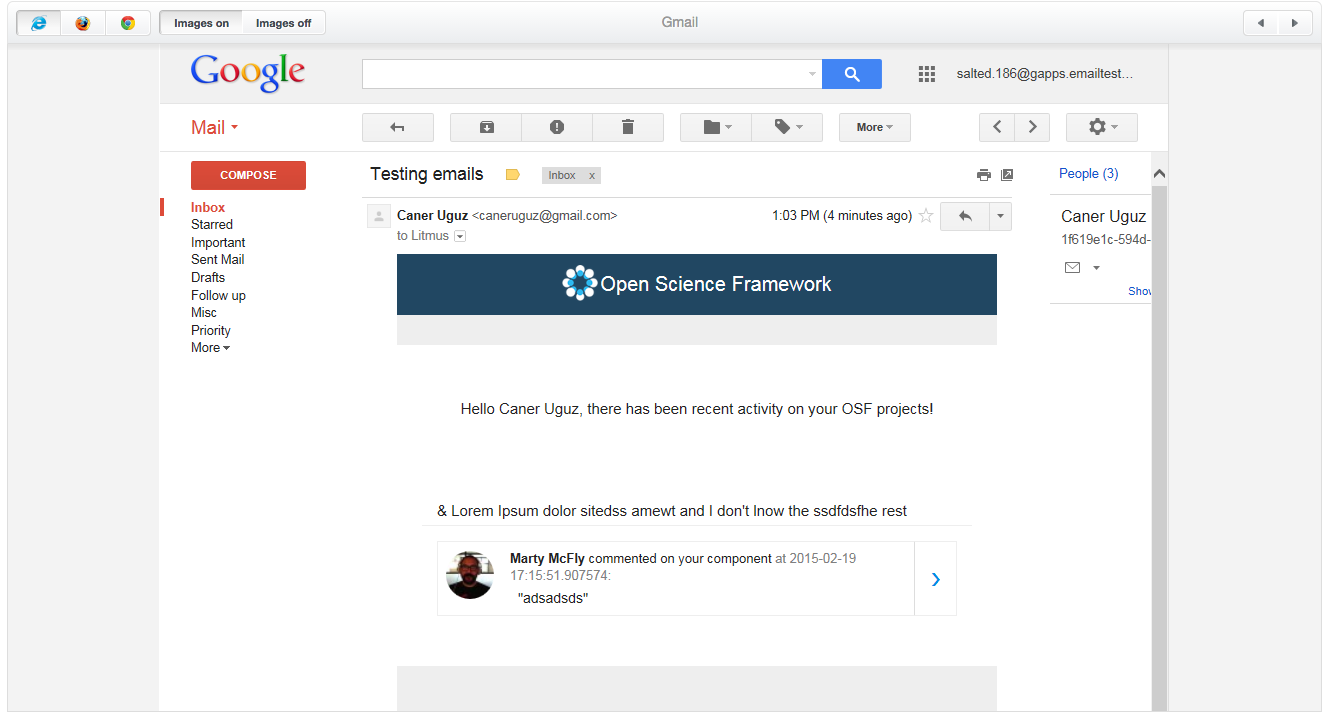 Images on Images off Gmail
Google
salted.186@gapps.emailtest...
Mail
More
COMPOSE
Inbox
Starred
Important
Sent Mail
Drafts
Follow up
Misc
Priority
More
Testing emails Inbox x
Caner Uguz <caneruguz@gmail.com> 1:03 PM (4 minutes ago)
to Litmus
Open Science Framework
Hello Caner Uguz, there has been recent activity on your OSF projects!
& Lorem Ipsum dolor sitedss amewt and I don't lnow the ssdfdsfhe rest
Marty McFly commented on your component at 2015-02-19
17:15:51.907574:
"adsadsds"
People (3)
Caner Uguz
1f619e1c-594d-
Show